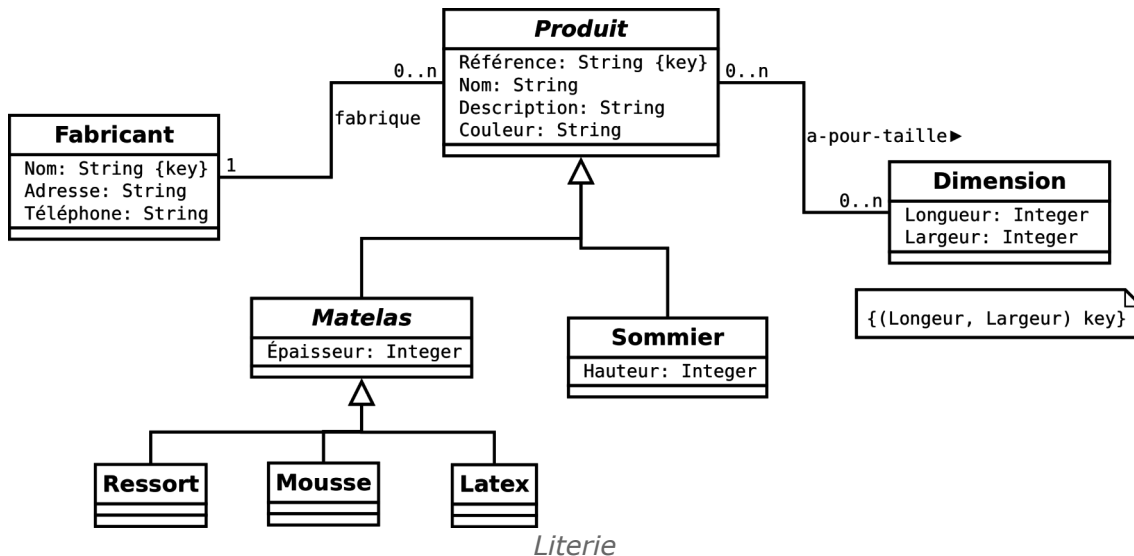 Produit
Référence: String {key}
Nom: String
Description: String
Couleur: String
0..n
0..n
fabrique
a-pour-taille►
Fabricant
Nom: String {key}
Adresse: String
Téléphone: String
1
0..n
Dimension
Longueur: Integer
Largeur: Integer
{(Longeur, Largeur) key}
Matelas
Épaisseur: Integer
Sommier
Hauteur: Integer
Ressort
Mousse
Latex
Literie